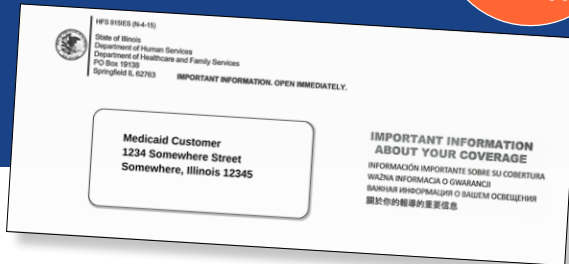 HFS 915IES (N-4-15)
State of Illinois
Department of Human Services
Department of Healthcare and Family Services
PO Box 19138
Springfield IL 62763 IMPORTANT INFORMATION. OPEN IMMEDIATELY.
Medicaid Customer
1234 Somewhere Street
Somewhere, Illinois 12345
IMPORTANT INFORMATION
ABOUT YOUR COVERAGE
INFORMACIÓN IMPORTANTE SOBRE SU COBERTURA
WAŻNA INFORMACJA O GWARANCJI
ВАЖНАЯ ИНФОРМАЦИЯ О ВАШЕМ ОСВЕЩЕНИЯ
關於你的報導的重要信息